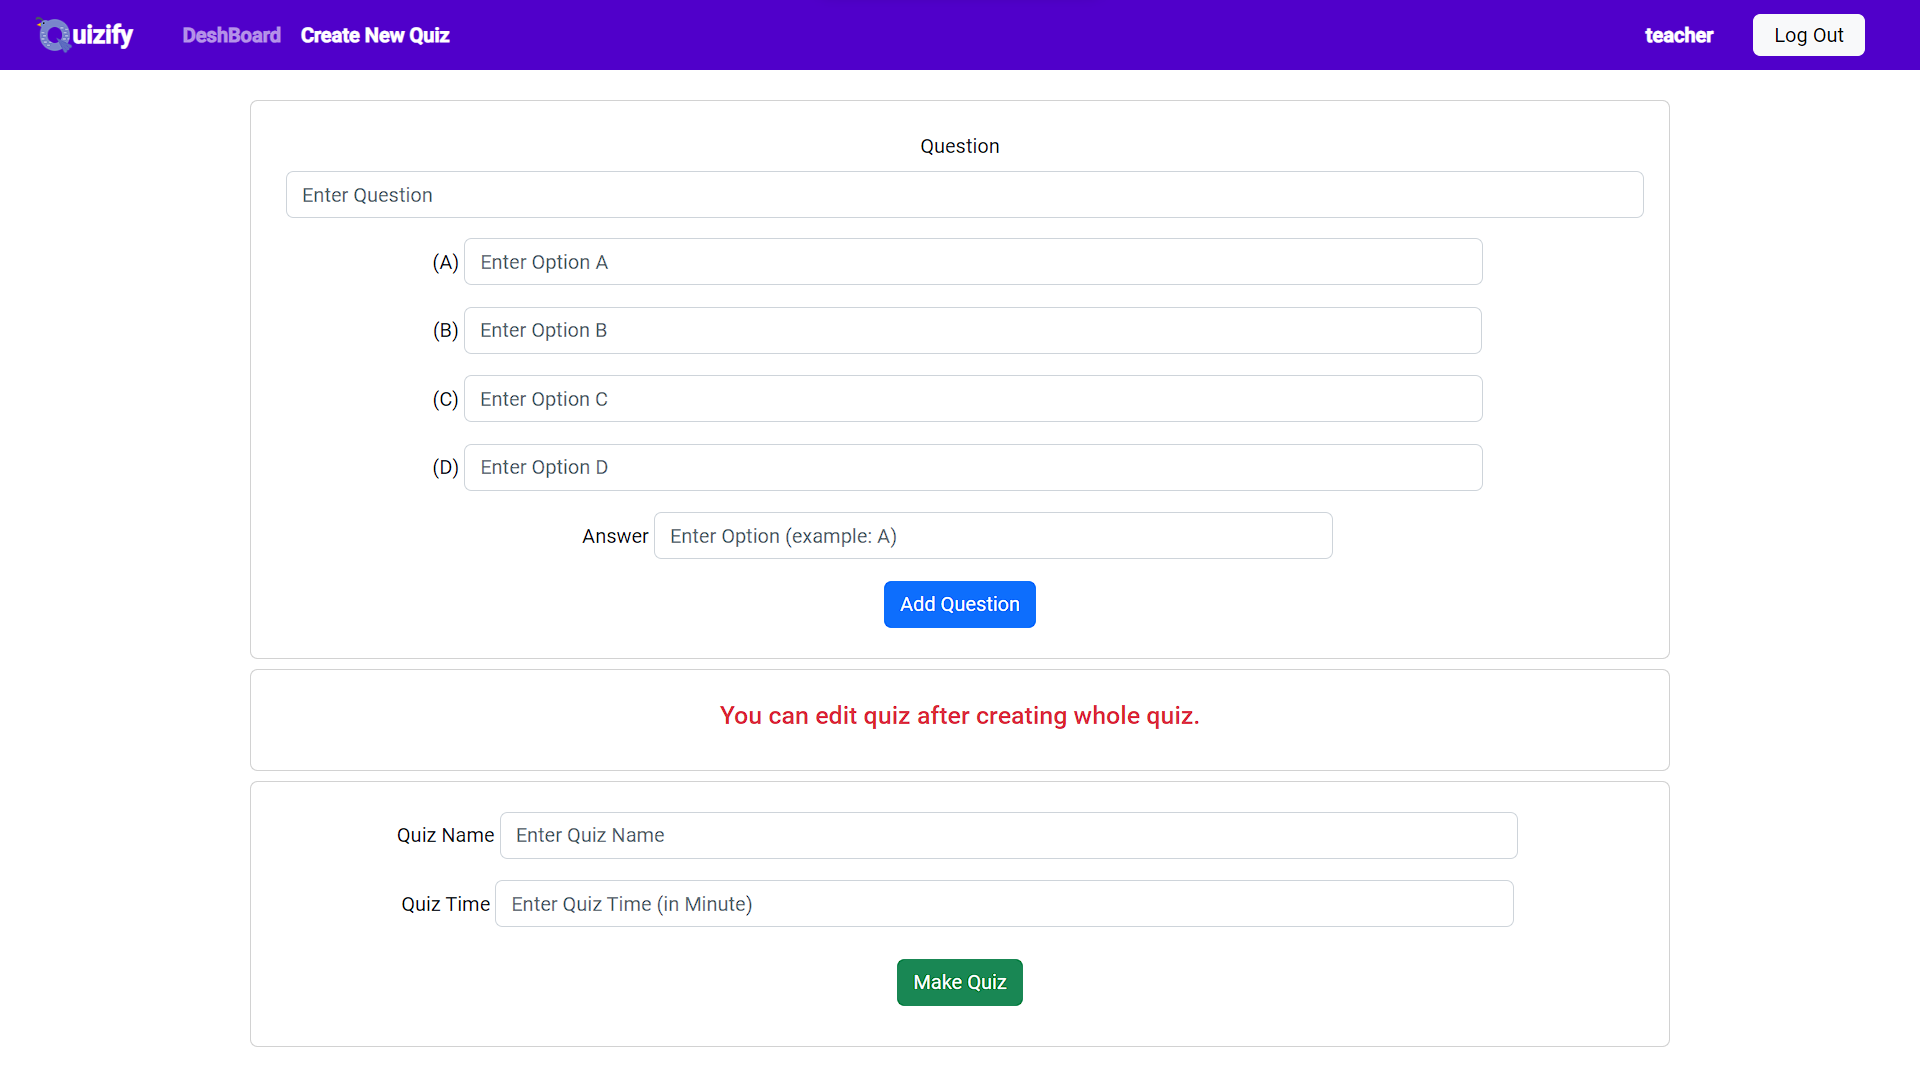 Quizify DeshBoard Create New Quiz teacher Log Out
Question
Enter Question
(A) Enter Option A
(B) Enter Option B
(C) Enter Option C
(D) Enter Option D
Answer Enter Option (example: A)
Add Question
You can edit quiz after creating whole quiz.
Quiz Name Enter Quiz Name
Quiz Time Enter Quiz Time (in Minute)
Make Quiz